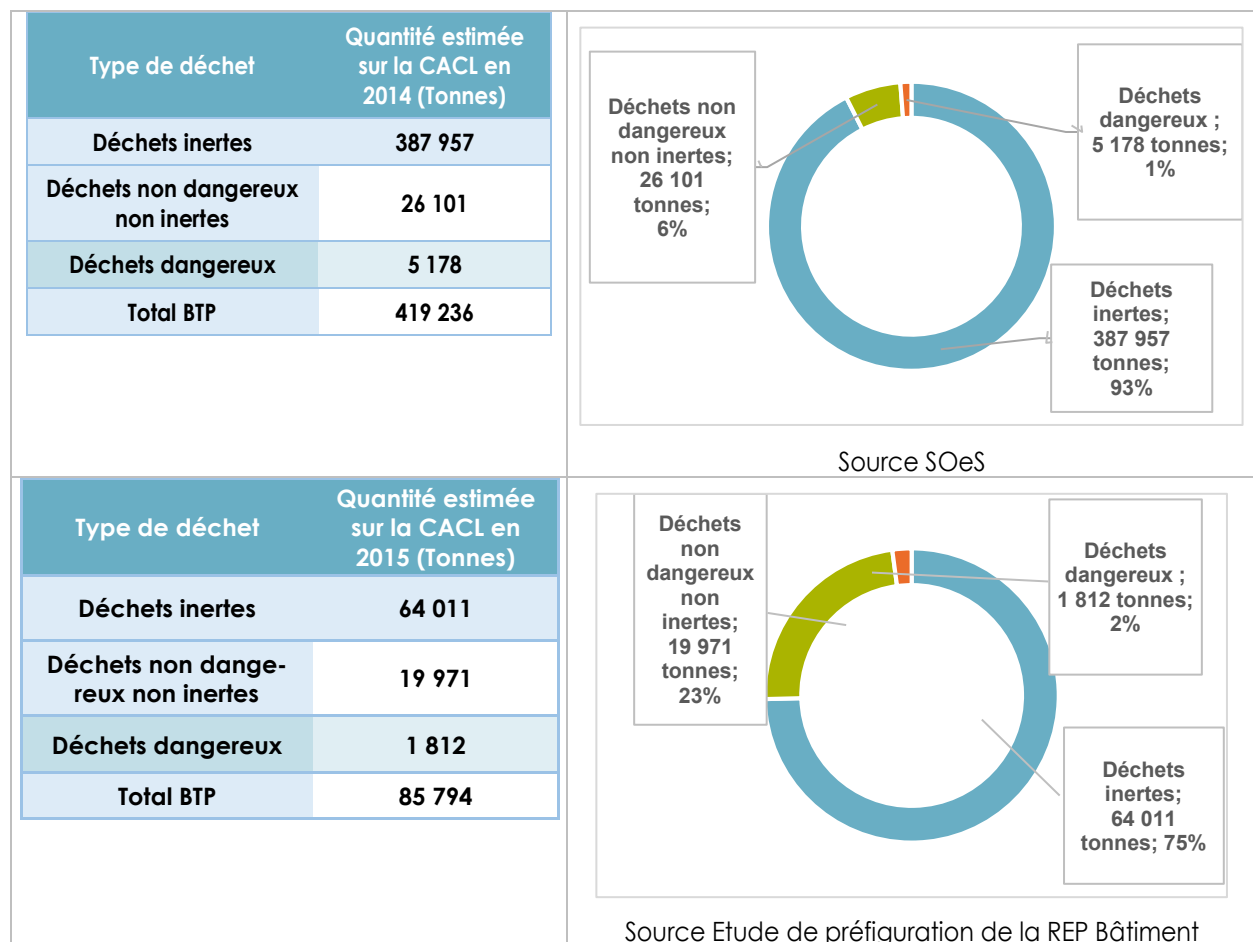 Type de déchet
Quantité estimée
sur la CACL en
2014 (Tonnes)
Déchets inertes
387 957
Déchets non dangereux
non inertes
26 101
Déchets dangereux
5 178
Total BTP
419 236
Déchets non
dangereux
non inertes;
26 101
tonnes;
6%
Déchets
dangereux ;
5 178 tonnes;
1%
Déchets
inertes;
387 957
tonnes;
93%
Source SOeS
Type de déchet
Quantité estimée
sur la CACL en
2015 (Tonnes)
Déchets inertes
64 011
Déchets non dange-
reux non inertes
19 971
Déchets dangereux
1 812
Total BTP
85 794
Déchets
non
dangereux
non
inertes;
19 971
tonnes;
23%
Déchets
dangereux ;
1 812 tonnes;
2%
Déchets
inertes;
64 011
tonnes; 75%
Source Etude de préfiguration de la REP Bâtiment